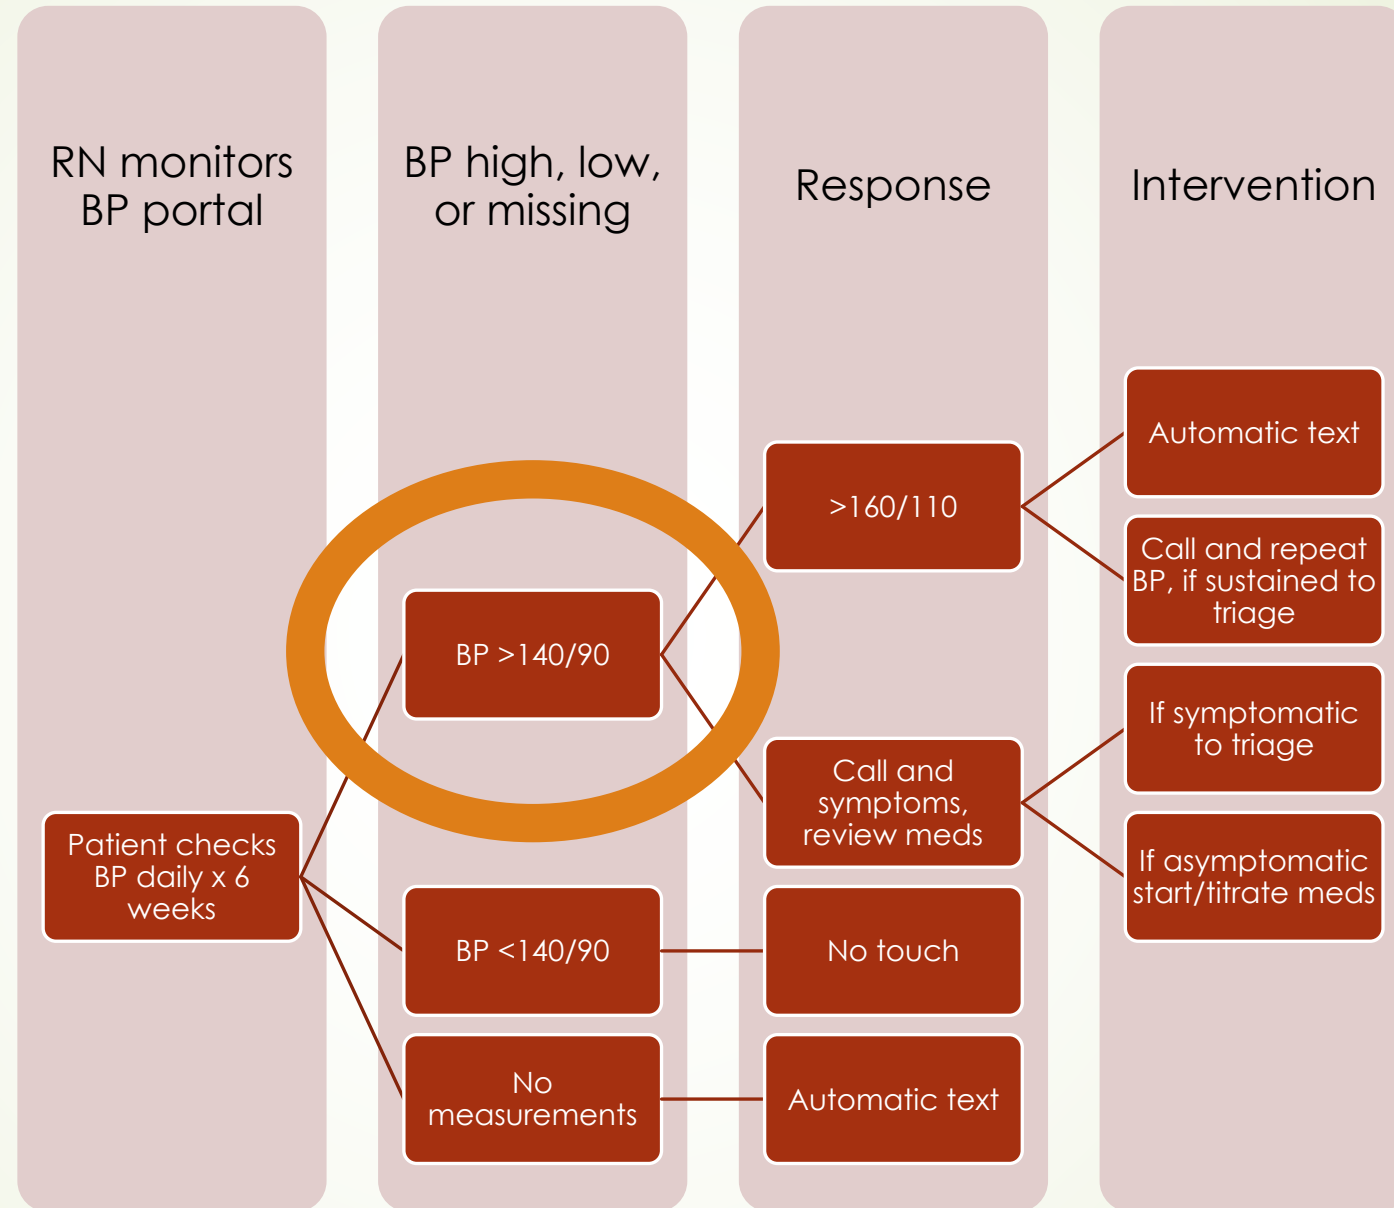 RN monitors
BP portal
BP high, low,
or missing
Response
Intervention
Patient checks
BP daily x 6
weeks
BP >140/90
BP <140/90
No
measurements
>160/110
Call and
symptoms,
review meds
No touch
Automatic text
Automatic text
Call and repeat
BP, if sustained to
triage
If symptomatic
to triage
If asymptomatic
start/titrate meds